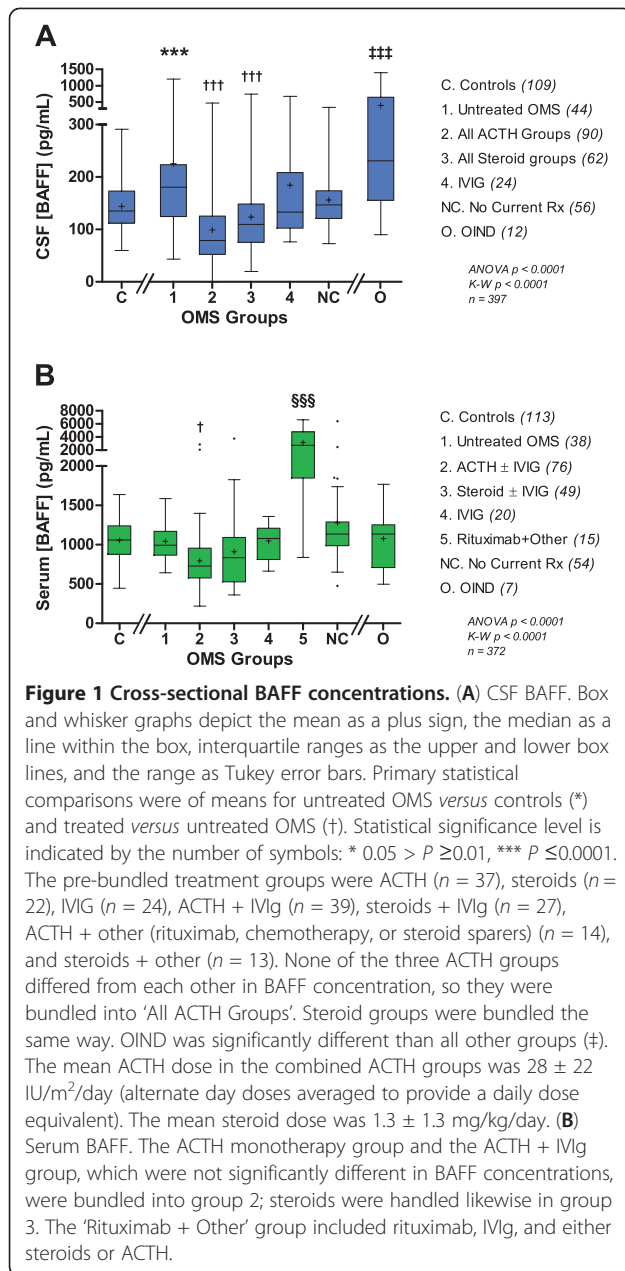 A
***
†††
†††
‡‡‡
1500
1000
500
300
200
100
0
CSF [BAFF] (pg/mL)
C 1 2 3 4 NC O
OMS Groups
C. Controls (109)
1. Untreated OMS (44)
2. All ACTH Groups (90)
3. All Steroid groups (62)
4. IVIG (24)
NC. No Current Rx (56)
O. OIND (12)
ANOVA p < 0.0001
K-W p < 0.0001
n = 397
B
†
§§§
8000
6000
4000
2000
2000
1000
500
0
Serum [BAFF] (pg/mL)
C 1 2 3 4 5 NC O
OMS Groups
C. Controls (113)
1. Untreated OMS (38)
2. ACTH ± IVIG (76)
3. Steroid ± IVIG (49)
4. IVIG (20)
5. Rituximab+Other (15)
NC. No Current Rx (54)
O. OIND (7)
ANOVA p < 0.0001
K-W p < 0.0001
n = 372
Figure 1 Cross-sectional BAFF concentrations. (A) CSF BAFF. Box
and whisker graphs depict the mean as a plus sign, the median as a
line within the box, interquartile ranges as the upper and lower box
lines, and the range as Tukey error bars. Primary statistical
comparisons were of means for untreated OMS versus controls (*)
and treated versus untreated OMS (†). Statistical significance level is
indicated by the number of symbols: * 0.05 > P ≥0.01, *** P ≤0.0001.
The pre-bundled treatment groups were ACTH (n = 37), steroids (n =
22), IVIG (n = 24), ACTH + IVIg (n = 39), steroids + IVIg (n = 27),
ACTH + other (rituximab, chemotherapy, or steroid sparers) (n = 14),
and steroids + other (n = 13). None of the three ACTH groups
differed from each other in BAFF concentration, so they were
bundled into ‘All ACTH Groups’. Steroid groups were bundled the
same way. OIND was significantly different than all other groups (‡).
The mean ACTH dose in the combined ACTH groups was 28 ± 22
IU/m²/day (alternate day doses averaged to provide a daily dose
equivalent). The mean steroid dose was 1.3 ± 1.3 mg/kg/day. (B)
Serum BAFF. The ACTH monotherapy group and the ACTH + IVIg
group, which were not significantly different in BAFF concentrations,
were bundled into group 2; steroids were handled likewise in group
3. The ‘Rituximab + Other’ group included rituximab, IVIg, and either
steroids or ACTH.